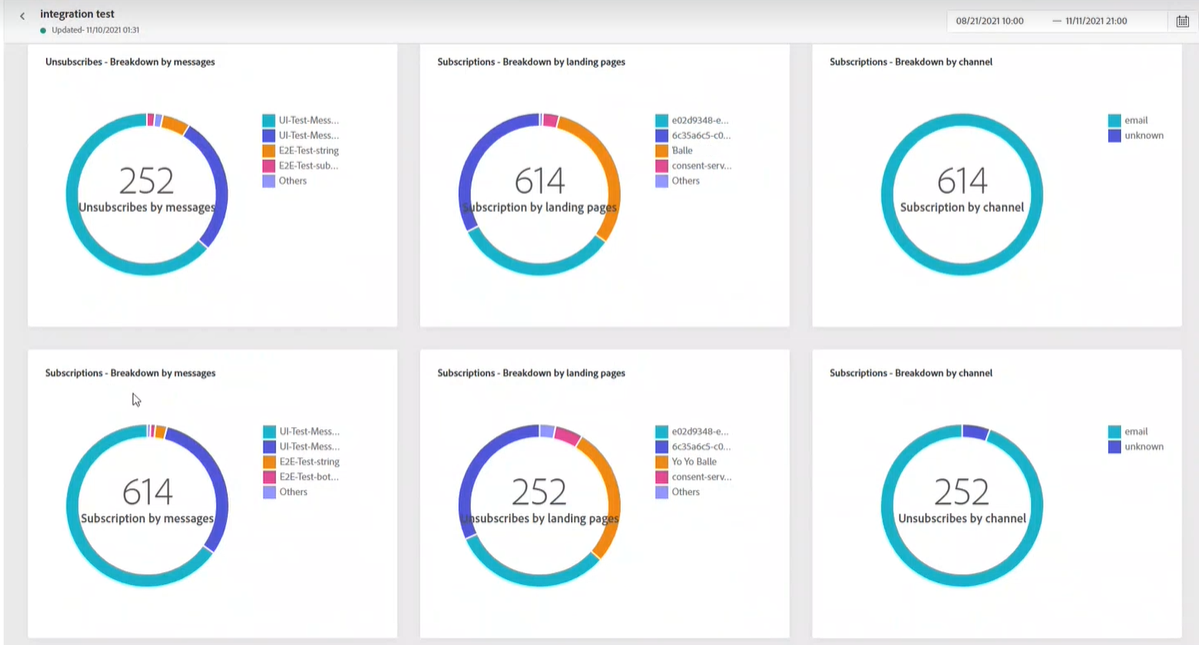 integration test
Updated- 11/10/2021 01:31
08/21/2021 10:00 — 11/11/2021 21:00
Unsubscribes - Breakdown by messages
252
Unsubscribes by messages
UI-Test-Mess...
UI-Test-Mess...
E2E-Test-string
E2E-Test-sub...
Others
Subscriptions - Breakdown by landing pages
614
Subscription by landing pages
e02d9348-e...
6c35a6c5-c0...
Balle
consent-serv...
Others
Subscriptions - Breakdown by channel
614
Subscription by channel
email
unknown
Subscriptions - Breakdown by messages
614
Subscription by messages
UI-Test-Mess...
UI-Test-Mess...
E2E-Test-string
E2E-Test-bot...
Others
Subscriptions - Breakdown by landing pages
252
Unsubscribes by landing pages
e02d9348-e...
6c35a6c5-c0...
Yo Yo Balle
consent-serv...
Others
Subscriptions - Breakdown by channel
252
Unsubscribes by channel
email
unknown